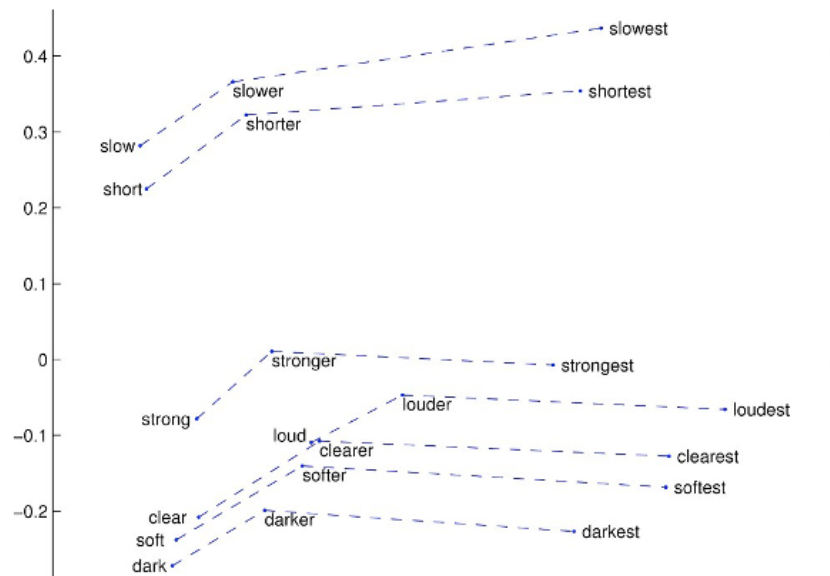 slowest
0.4
slower
shortest
0.3
shorter
slow
short
0.2
0.1
0
stronger
strongest
strong
louder
loudest
−0.1
loud
clearer
clearest
softer
softest
−0.2
clear
darker
darkest
soft
dark